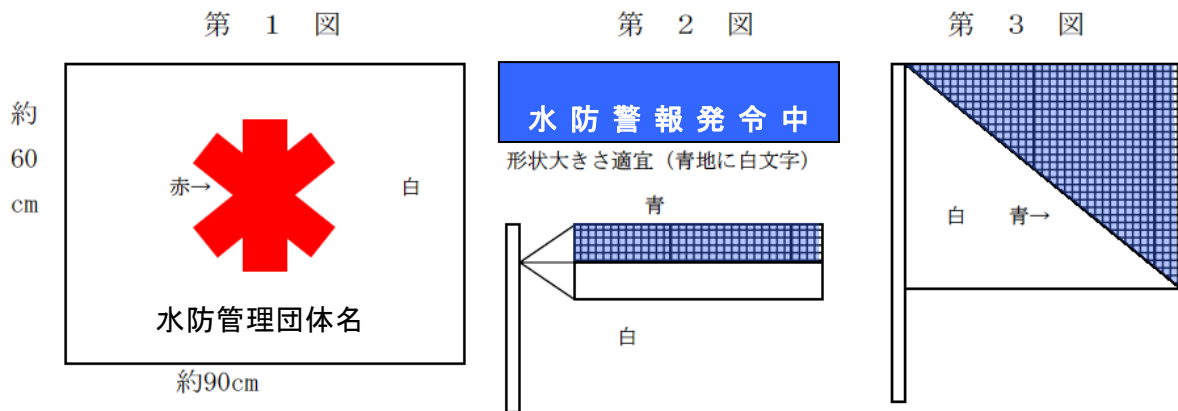 第 1 図
約
60
cm
赤→
白
水防管理団体名
約90cm
第 2 図
水防警報発令中
形状大きさ適宜（青地に白文字）
青
白
第 3 図
白 青→